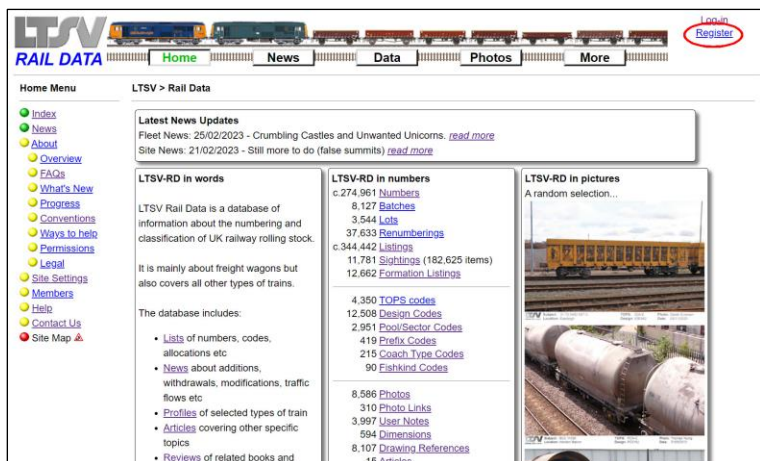 LTSV
RAIL DATA
Home
News
Data
Photos
More
Log-in
Register
Home Menu
Index
News
About
Overview
FAQs
What's New
Progress
Conventions
Ways to help
Permissions
Legal
Site Settings
Members
Help
Contact Us
Site Map
LTSV > Rail Data
Latest News Updates
Fleet News: 25/02/2023 - Crumbling Castles and Unwanted Unicorns. read more
Site News: 21/02/2023 - Still more to do (false summits) read more
LTSV-RD in words
LTSV Rail Data is a database of
information about the numbering and
classification of UK railway rolling stock.
It is mainly about freight wagons but
also covers all other types of trains.
The database includes:
• Lists of numbers, codes,
allocations etc
• News about additions,
withdrawals, modifications, traffic
flows etc
• Profiles of selected types of train
• Articles covering other specific
topics
• Reviews of related books and
LTSV-RD in numbers
c.274,961 Numbers
8,127 Batches
3,544 Lots
37,633 Renumberings
c.344,442 Listings
11,781 Sightings (182,625 items)
12,662 Formation Listings
4,350 TOPS codes
12,508 Design Codes
2,951 Pool/Sector Codes
419 Prefix Codes
215 Coach Type Codes
90 Fishkind Codes
8,586 Photos
310 Photo Links
3,997 User Notes
594 Dimensions
8,107 Drawing References
15 Articles
LTSV-RD in pictures
A random selection...